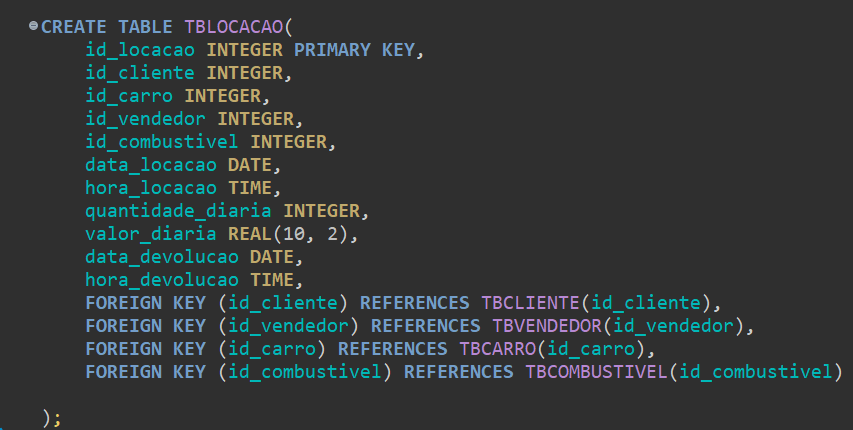 CREATE TABLE TBLOCACAO(
id_locacao INTEGER PRIMARY KEY,
id_cliente INTEGER,
id_carro INTEGER,
id_vendedor INTEGER,
id_combustivel INTEGER,
data_locacao DATE,
hora_locacao TIME,
quantidade_diaria INTEGER,
valor_diaria REAL(10, 2),
data_devolucao DATE,
hora_devolucao TIME,
FOREIGN KEY (id_cliente) REFERENCES TBCLIENTE(id_cliente),
FOREIGN KEY (id_vendedor) REFERENCES TBVENDEDOR(id_vendedor),
FOREIGN KEY (id_carro) REFERENCES TBCARRO(id_carro),
FOREIGN KEY (id_combustivel) REFERENCES TBCOMBUSTIVEL(id_combustivel)
);